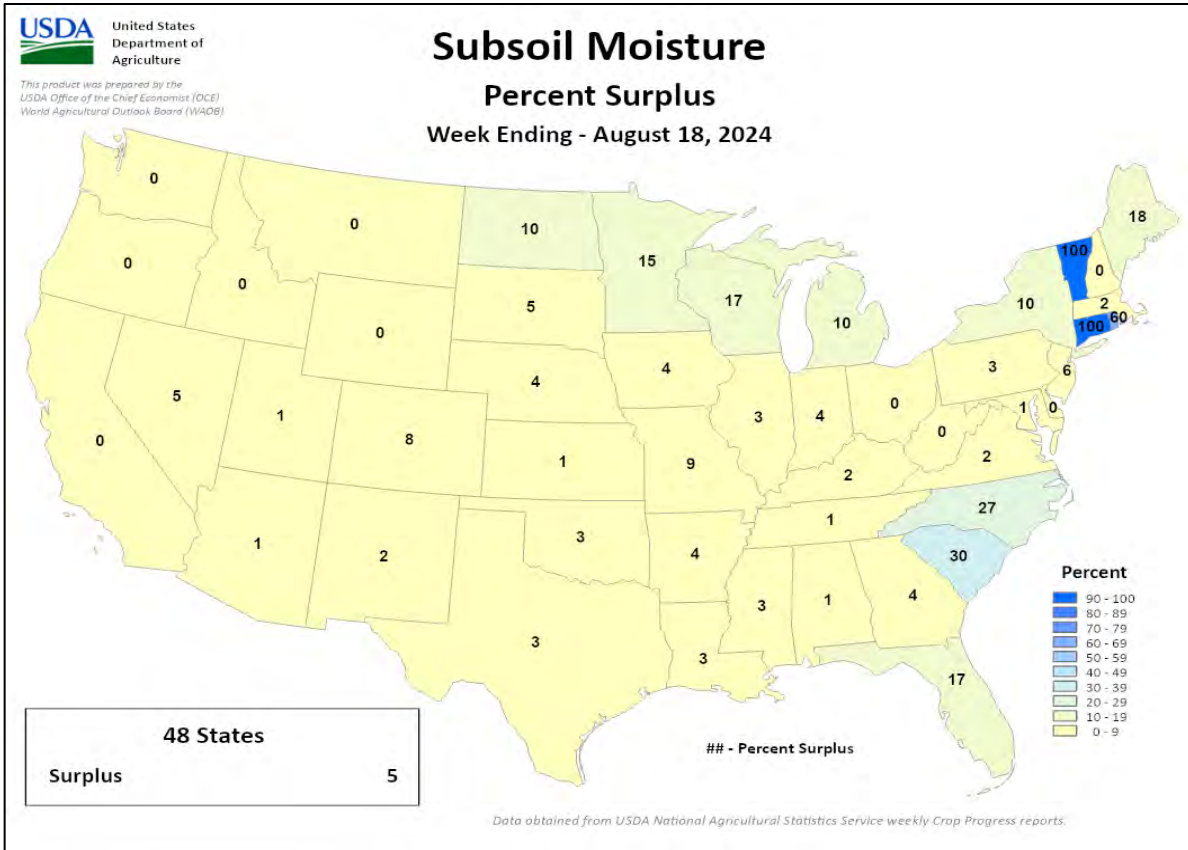 USDA
United States
Department of
Agriculture
This product was prepared by the
USDA Office of the Chief Economist (OCE)
World Agricultural Outlook Board (WAOB)
Subsoil Moisture
Percent Surplus
Week Ending - August 18, 2024
0
0
10
15
18
100
0
0
0
5
17
10
10
2
60
100
0
4
4
3
6
5
1
8
3
4
0
1
0
0
0
1
9
2
2
1
2
3
4
1
27
30
3
3
1
4
3
17
Percent
90 - 100
80 - 89
70 - 79
60 - 69
50 - 59
40 - 49
30 - 39
20 - 29
10 - 19
0 - 9
48 States
Surplus 5
## - Percent Surplus
Data obtained from USDA National Agricultural Statistics Service weekly Crop Progress reports.